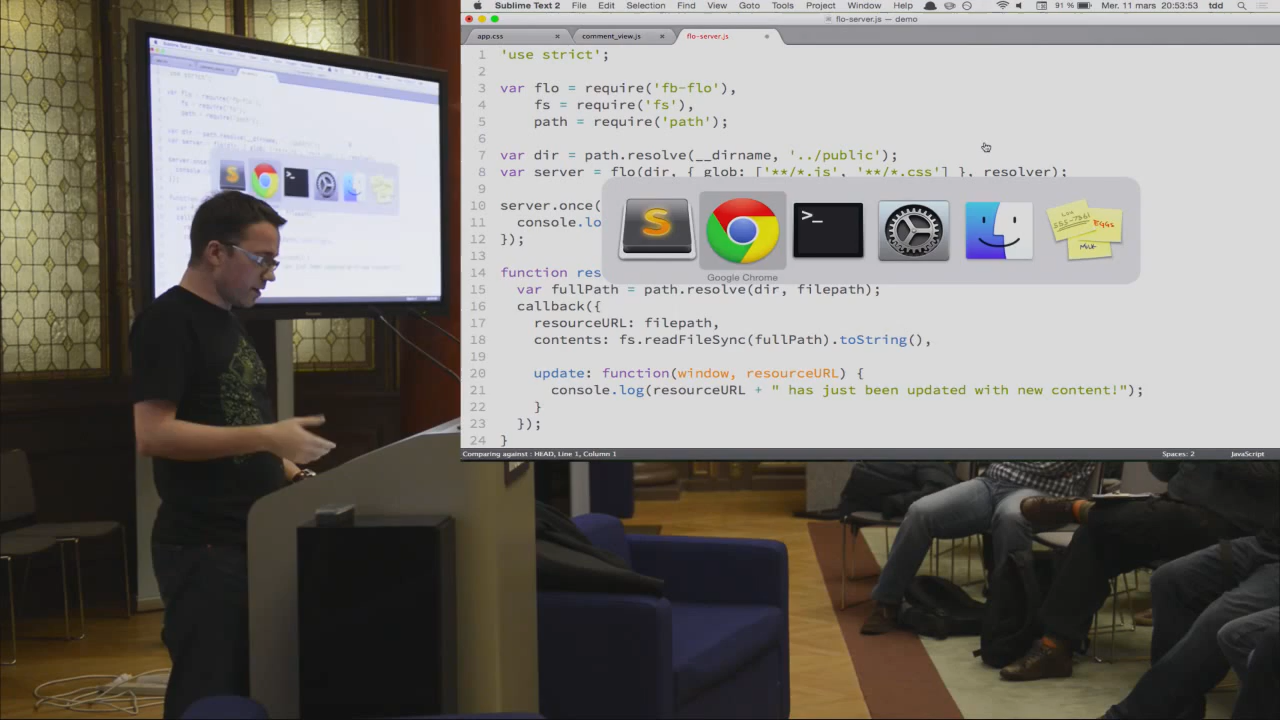 Sublime Text 2 File Edit Selection Find View Goto Tools Project Window Help 91 % Mer. 11 mars 20:53:53 tdd
flo-server.js — demo
app.css × comment_view.js × flo-server.js
1 'use strict';
2
3 var flo = require('fb-flo'),
4 fs = require('fs'),
5 path = require('path');
6
7 var dir = path.resolve(__dirname, '../public');
8 var server = flo(dir, { glob: ['**/*.js', '**/*.css'] }, resolver);
9
10 server.once(
11 console.lo
12 });
13
14 function res
15 var fullPath = path.resolve(dir, filepath);
16 callback({
17 resourceURL: filepath,
18 contents: fs.readFileSync(fullPath).toString(),
19
20 update: function(window, resourceURL) {
21 console.log(resourceURL + " has just been updated with new content!");
22 }
23 });
24 }
S
>_
LOU
555-7361
EGGS
MILK
Google Chrome
Comparing against : HEAD, Line 1, Column 1 Spaces: 2 JavaScript